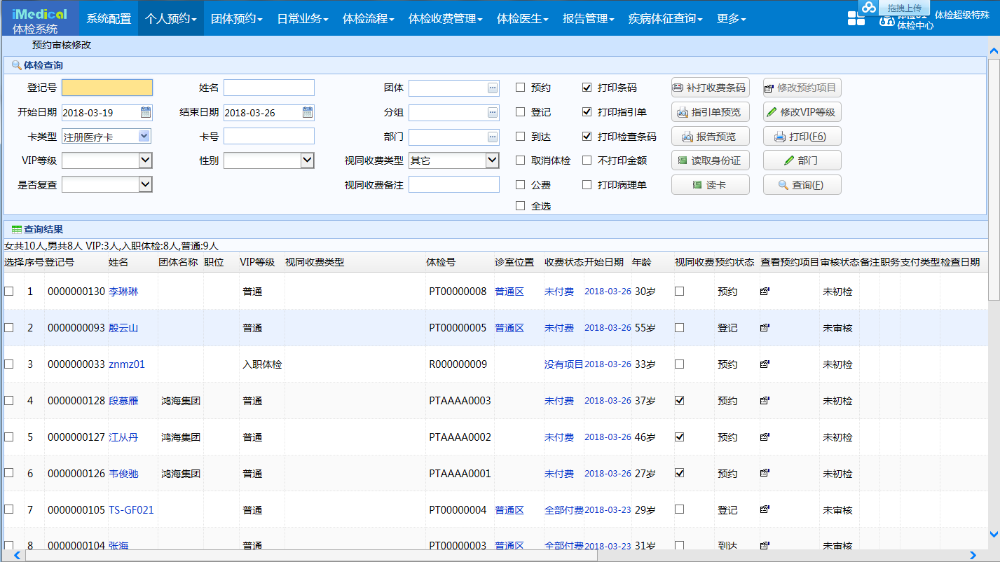 iMedical
体检系统
系统配置 个人预约 团体预约 日常业务 体检流程 体检收费管理 体检医生 报告管理 疾病体征查询 更多
拖拽上传
体检超级特殊
体检中心
预约审核修改
体检查询
登记号 姓名 团体 预约 打印条码 补打收费条码 修改预约项目
开始日期 2018-03-19 结束日期 2018-03-26 分组 登记 打印指引单 指引单预览 修改VIP等级
卡类型 注册医疗卡 卡号 部门 到达 打印检查条码 报告预览 打印(F6)
VIP等级 性别 视同收费类型 其它 取消体检 不打印金额 读取身份证 部门
是否复查 视同收费备注 公费 打印病理单 读卡 查询(F)
全选
查询结果
女共10人,男共8人 VIP:3人,入职体检:8人,普通:9人
选择 序号 登记号 姓名 团体名称 职位 VIP等级 视同收费类型 体检号 诊室位置 收费状态 开始日期 年龄 视同收费 预约状态 查看预约项目 审核状态 备注 职务 支付类型 检查日期
1 0000000130 李琳琳 普通 PT00000008 普通区 未付费 2018-03-26 30岁 预约 未初检
2 0000000093 殷云山 普通 PT00000005 普通区 未付费 2018-03-26 55岁 登记 未审核
3 0000000033 znmz01 入职体检 R000000009 没有项目 2018-03-26 33岁 预约 未初检
4 0000000128 段慕雁 鸿海集团 普通 PTAAAA0003 未付费 2018-03-26 37岁 预约 未初检
5 0000000127 江从丹 鸿海集团 普通 PTAAAA0002 未付费 2018-03-26 46岁 预约 未初检
6 0000000126 韦俊驰 鸿海集团 普通 PTAAAA0001 未付费 2018-03-26 27岁 预约 未初检
7 0000000105 TS-GF021 普通 PT00000004 普通区 全部付费 2018-03-23 29岁 登记 未审核
8 0000000104 张海 普通 PT00000003 普通区 全部付费 2018-03-23 31岁 到达 未审核